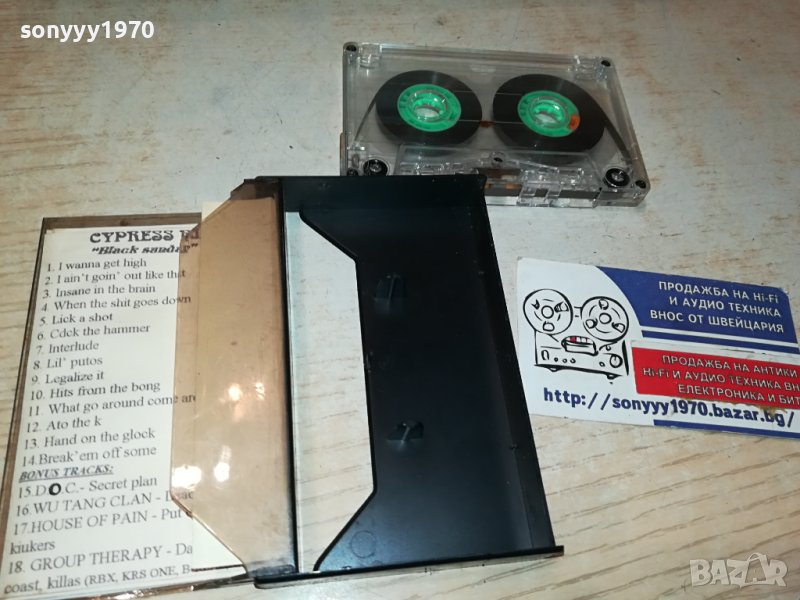 sonyyy1970
CYPRESS
"Black sunday"
1. I wanna get high
2. I ain't goin' out like that
3. Insane in the brain
4. When the shit goes down
5. Lick a shot
6. Cdck the hammer
7. Interlude
8. Lil' putos
9. Legalize it
10. Hits from the bong
11. What go around come
12. Ato the k
13. Hand on the glock
14.Break'em off some
BONUS TRACKS:
15.D.O.C.- Secret plan
16.WU TANG CLAN -
17.HOUSE OF PAIN - Put
kiukers
18. GROUP THERAPY - Da
coast, killas (RBX, KRS ONE, B
ПРОДАЖБА НА Hi-Fi
И АУДИО ТЕХНИКА
ВНОС ОТ ШВЕЙЦАРИЯ
ПРОДАЖБА НА АНТИКИ
Hi-Fi И АУДИО ТЕХНИКА ВН
ЕЛЕКТРОНИКА И БИТ
http://sonyyy1970.bazar.bg/
BAZAR